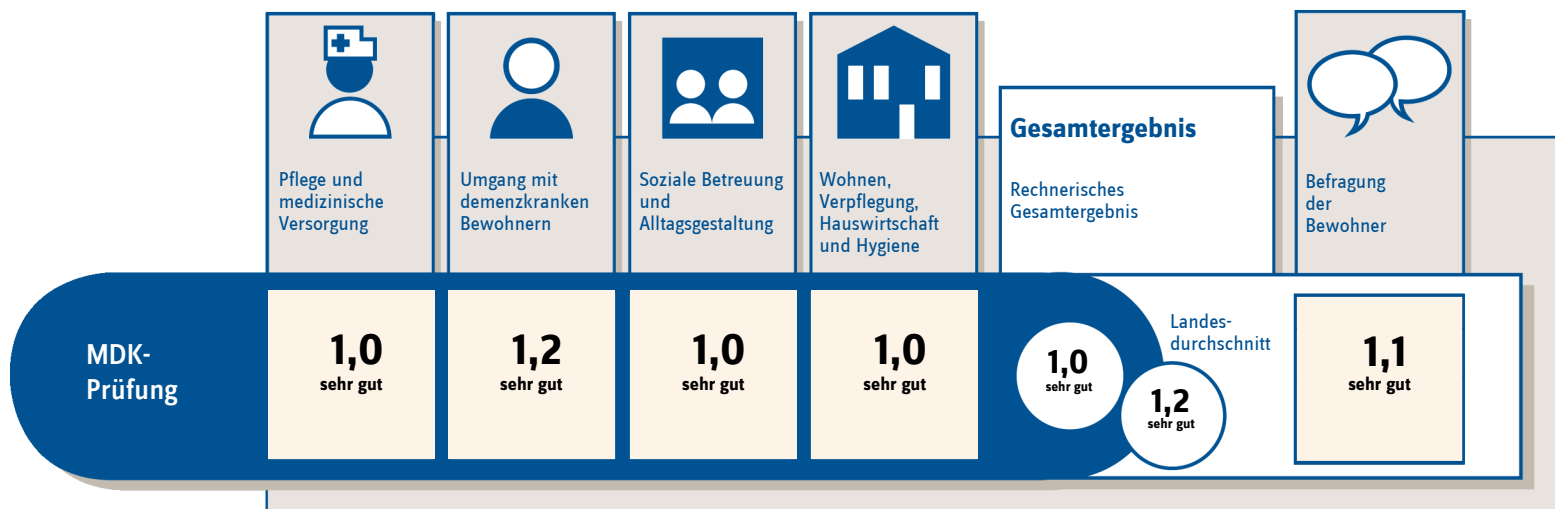 Pflege und
medizinische
Versorgung
Umgang mit
demenzkranken
Bewohnern
Soziale Betreuung
und
Alltagsgestaltung
Wohnen,
Verpflegung,
Hauswirtschaft
und Hygiene
Gesamtergebnis
Rechnerisches
Gesamtergebnis
Befragung
der
Bewohner
MDK-
Prüfung
1,0
sehr gut
1,2
sehr gut
1,0
sehr gut
1,0
sehr gut
1,0
sehr gut
Landes-
durchschnitt
1,2
sehr gut
1,1
sehr gut